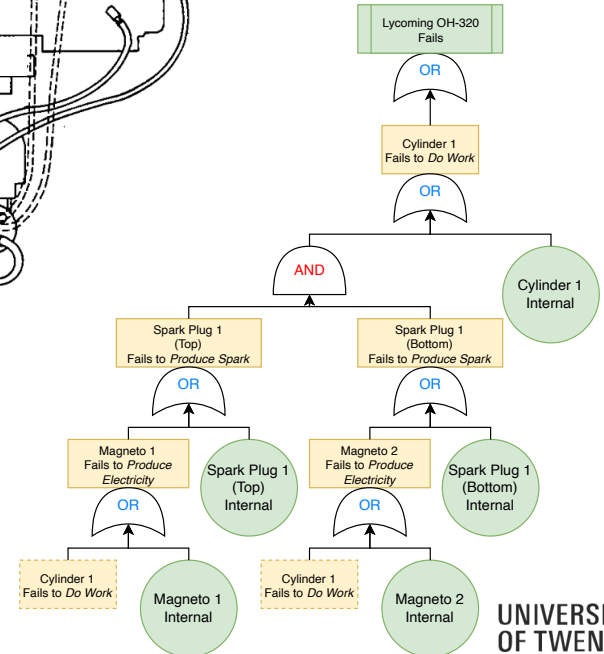 Lycoming OH-320
Fails
OR
Cylinder 1
Fails to Do Work
OR
AND
Cylinder 1
Internal
Spark Plug 1
(Top)
Fails to Produce Spark
Spark Plug 1
(Bottom)
Fails to Produce Spark
OR
OR
Magneto 1
Fails to Produce
Electricity
Spark Plug 1
(Top)
Internal
Magneto 2
Fails to Produce
Electricity
Spark Plug 1
(Bottom)
Internal
OR
OR
Cylinder 1
Fails to Do Work
Magneto 1
Internal
Cylinder 1
Fails to Do Work
Magneto 2
Internal
UNIVERSI
OF TWEN